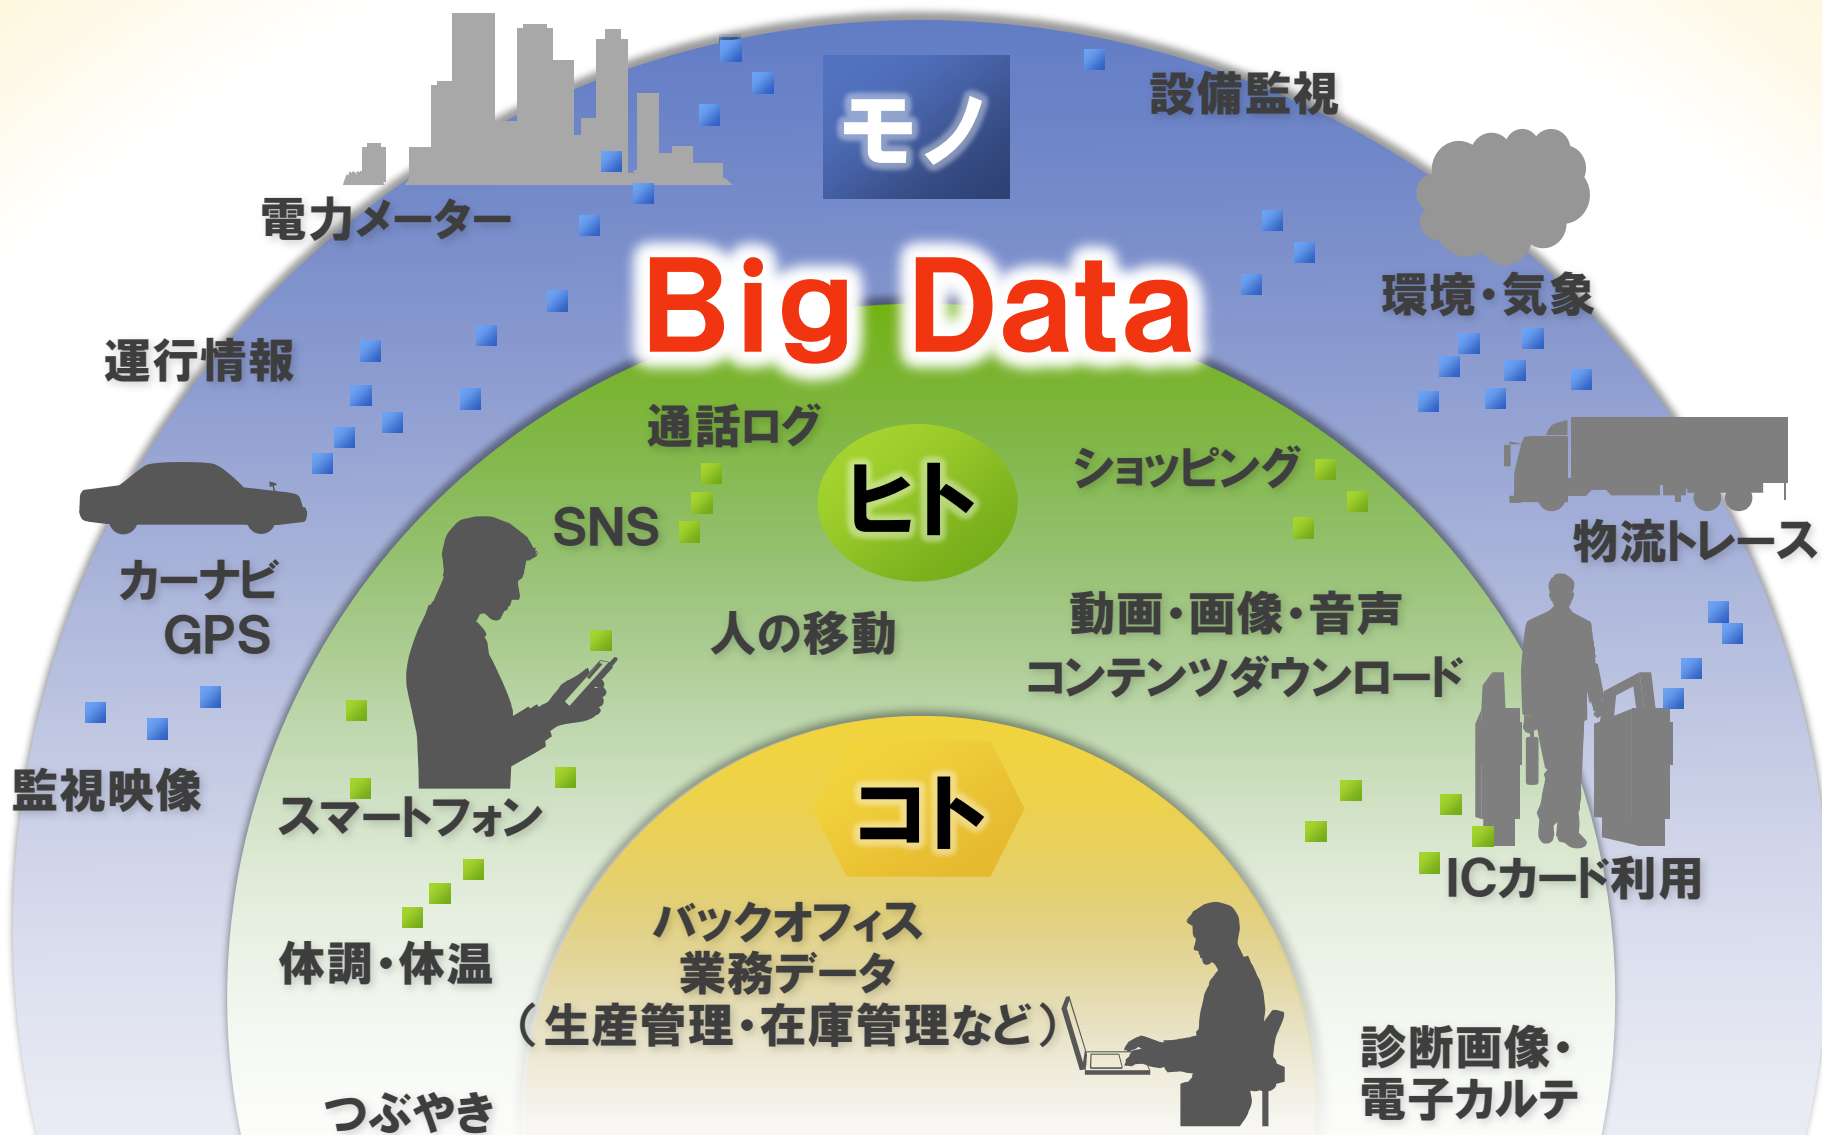 モノ
設備監視
電力メーター
Big Data
環境・気象
運行情報
通話ログ
ヒト
ショッピング
SNS
物流トレース
カーナビ
GPS
人の移動
動画・画像・音声
コンテンツダウンロード
監視映像
スマートフォン
コト
ICカード利用
バックオフィス
業務データ
(生産管理・在庫管理など)
体調・体温
診断画像・
電子カルテ
つぶやき